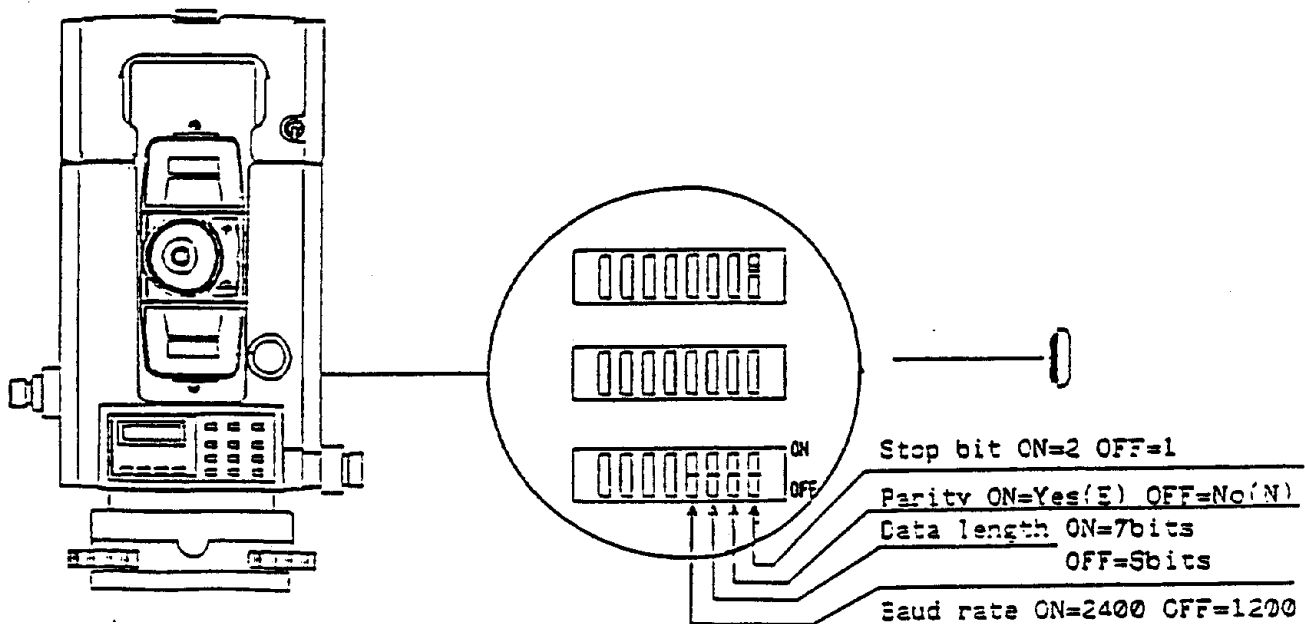 ON
OFF
Stop bit ON=2 OFF=1
Parity ON=Yes(E) OFF=No(N)
Data length ON=7bits
OFF=8bits
Baud rate ON=2400 OFF=1200